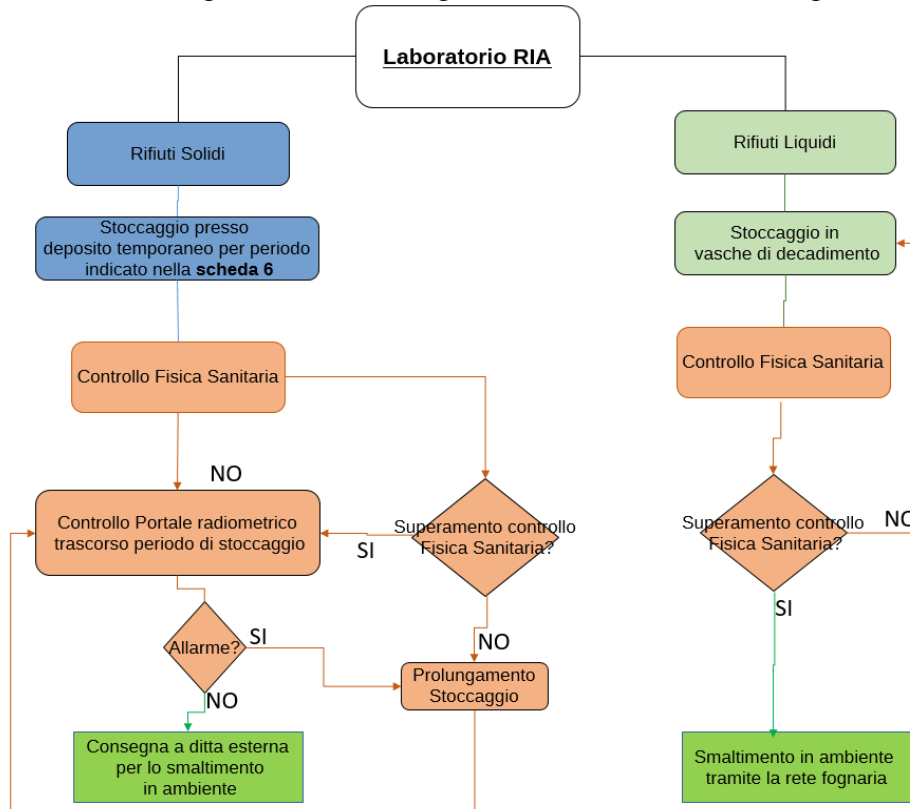 Laboratorio RIA
Rifiuti Solidi
Rifiuti Liquidi
Stoccaggio presso
deposito temporaneo per periodo
indicato nella scheda 6
Stoccaggio in
vasche di decadimento
Controllo Fisica Sanitaria
Controllo Fisica Sanitaria
NO
Controllo Portale radiometrico
trascorso periodo di stoccaggio
Superamento controllo
Fisica Sanitaria?
SI
NO
Superamento controllo
Fisica Sanitaria?
NO
SI
Allarme?
SI
NO
Prolungamento
Stoccaggio
Consegna a ditta esterna
per lo smaltimento
in ambiente
Smaltimento in ambiente
tramite la rete fognaria